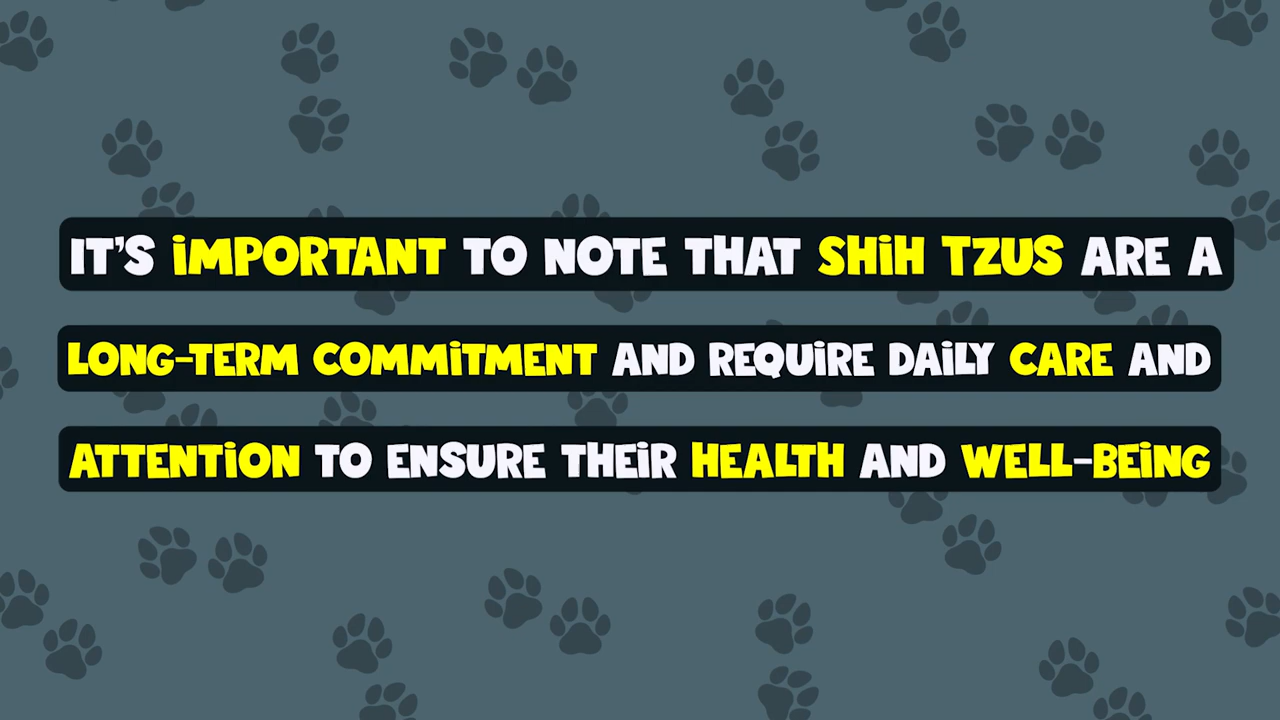 IT'S IMPORTANT TO NOTE THAT SHIH TZUS ARE A
LONG-TERM COMMITMENT AND REQUIRE DAILY CARE AND
ATTENTION TO ENSURE THEIR HEALTH AND WELL-BEING